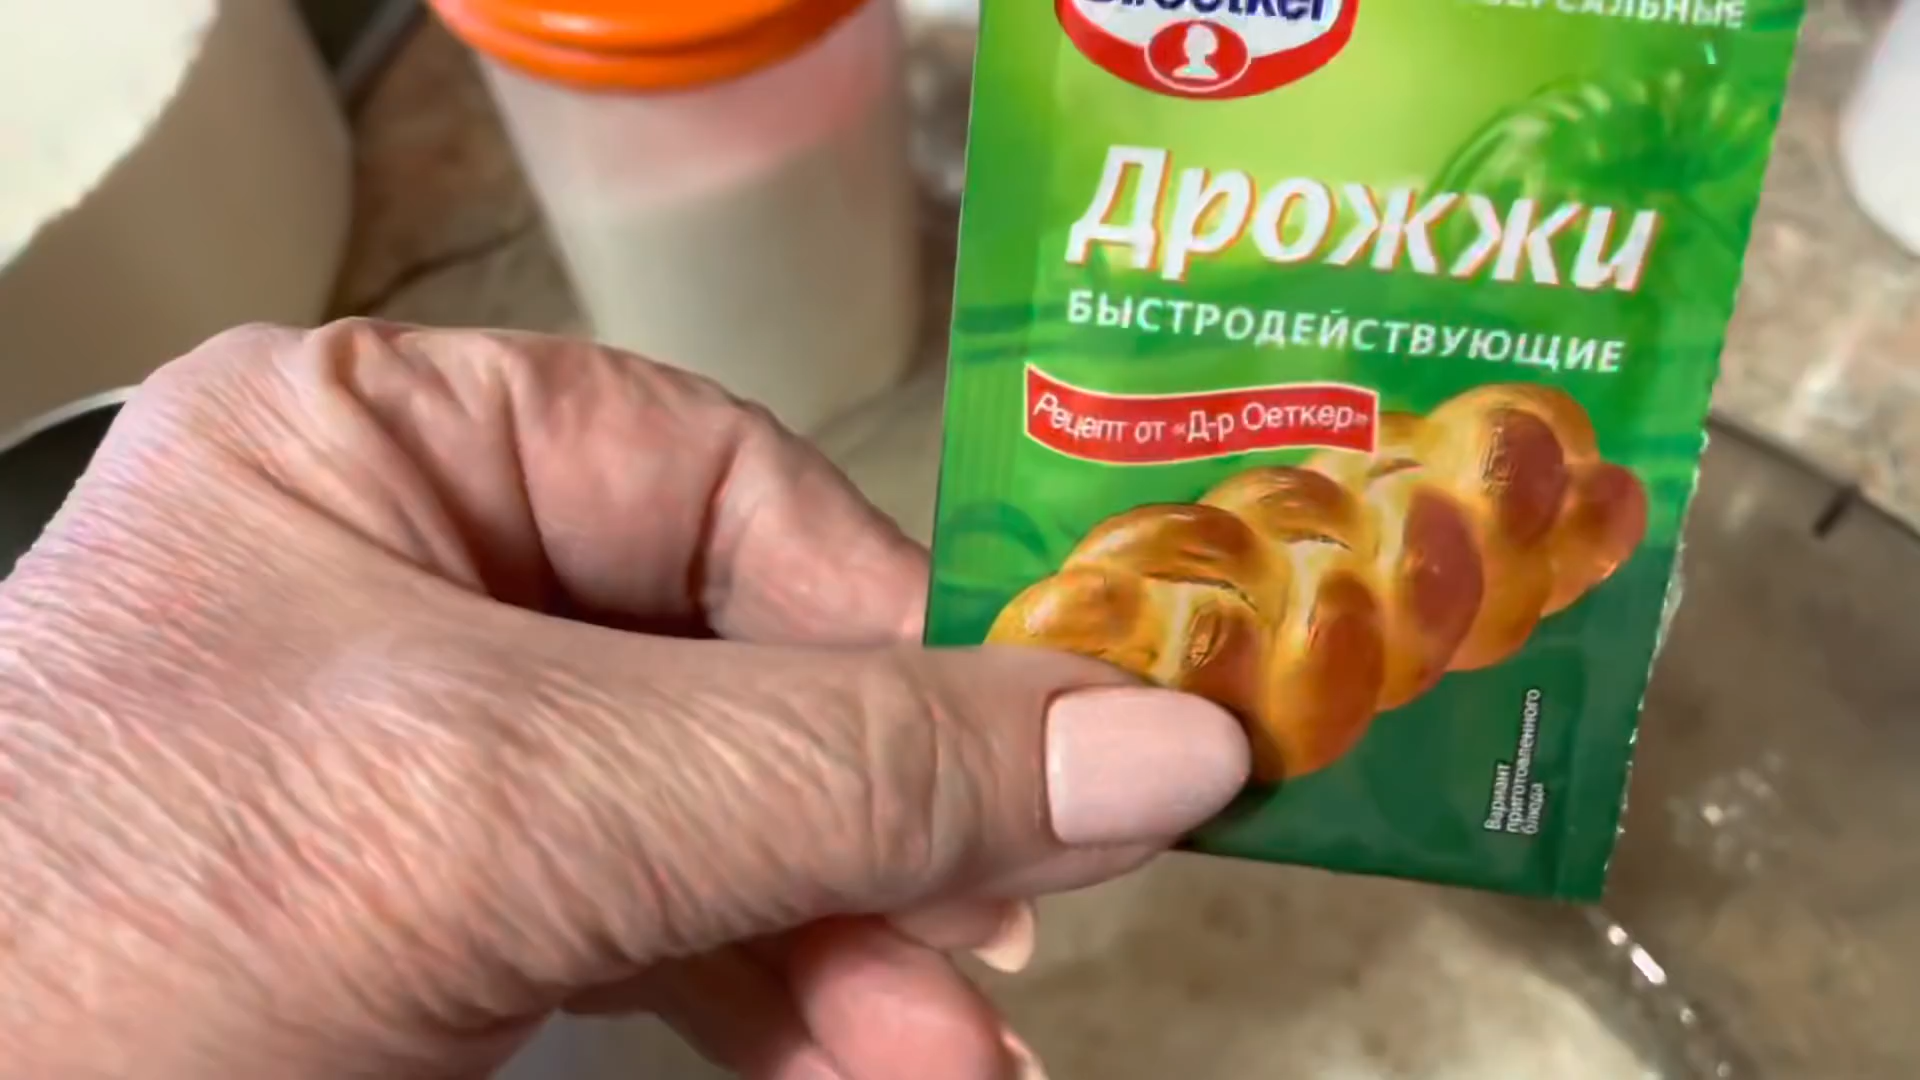 Дрожжи
БЫСТРОДЕЙСТВУЮЩИЕ
Рецепт от «Д-р Оеткер»
Вариант
приготовленного
блюда